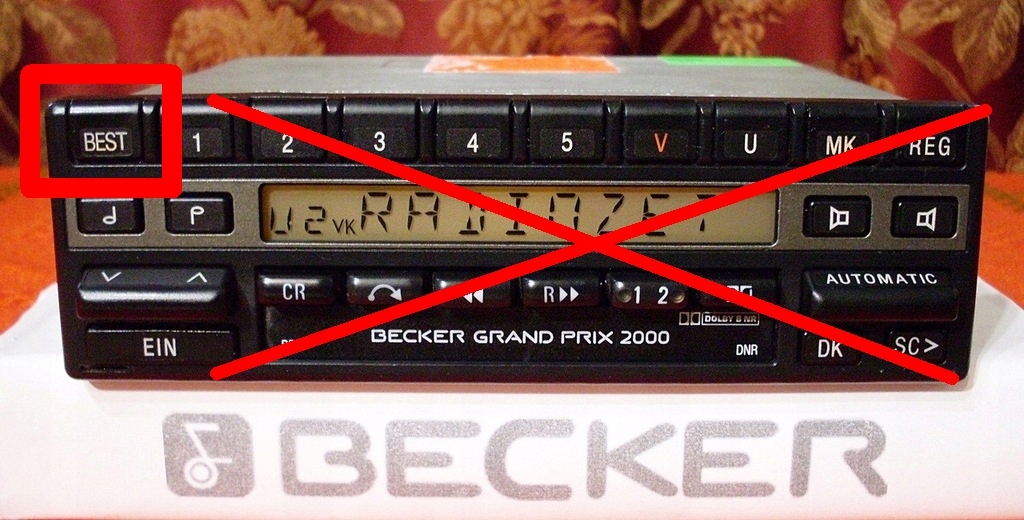 BEST 1 2 3 4 5 V U MK REG
U2 VK RADIOZET
CR R 1 2 AUTOMATIC
DOLBY B NR
EIN BECKER GRAND PRIX 2000 DNR DK SC>
BECKER